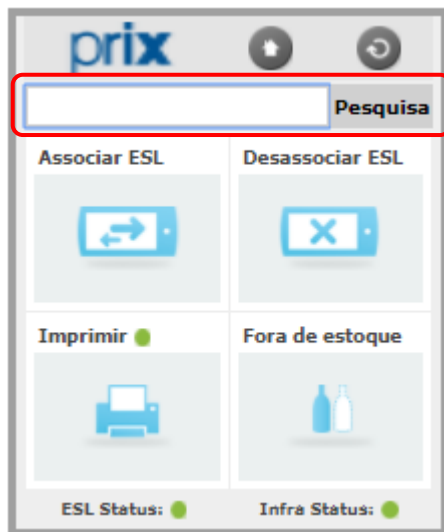 prix
Pesquisa
Associar ESL Desassociar ESL
Imprimir Fora de estoque
ESL Status: Infra Status: